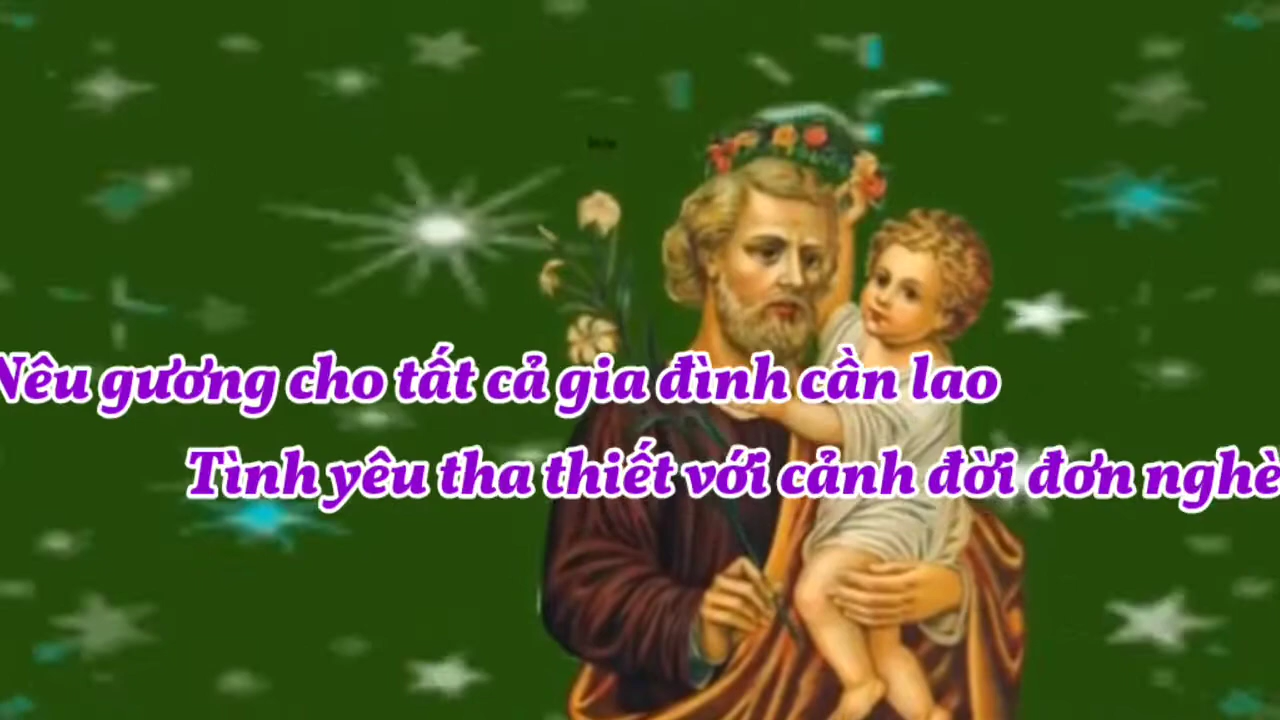 Nêu gương cho tất cả gia đình cần lao
Tình yêu tha thiết với cảnh đời đơn nghè